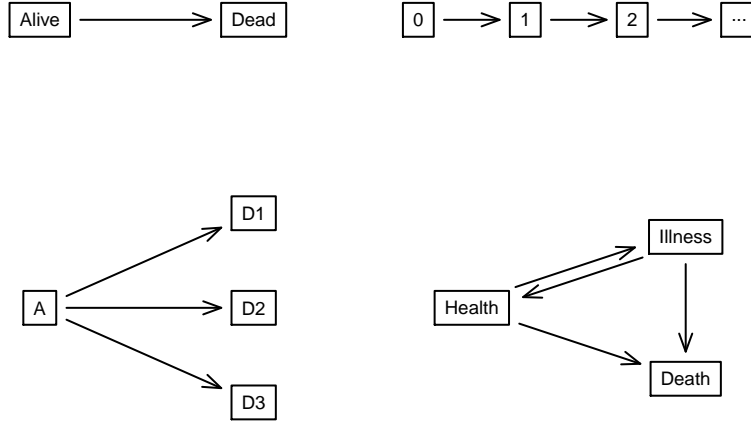 Alive Dead
0 1 2 ...
D1
A D2
D3
Illness
Health
Death